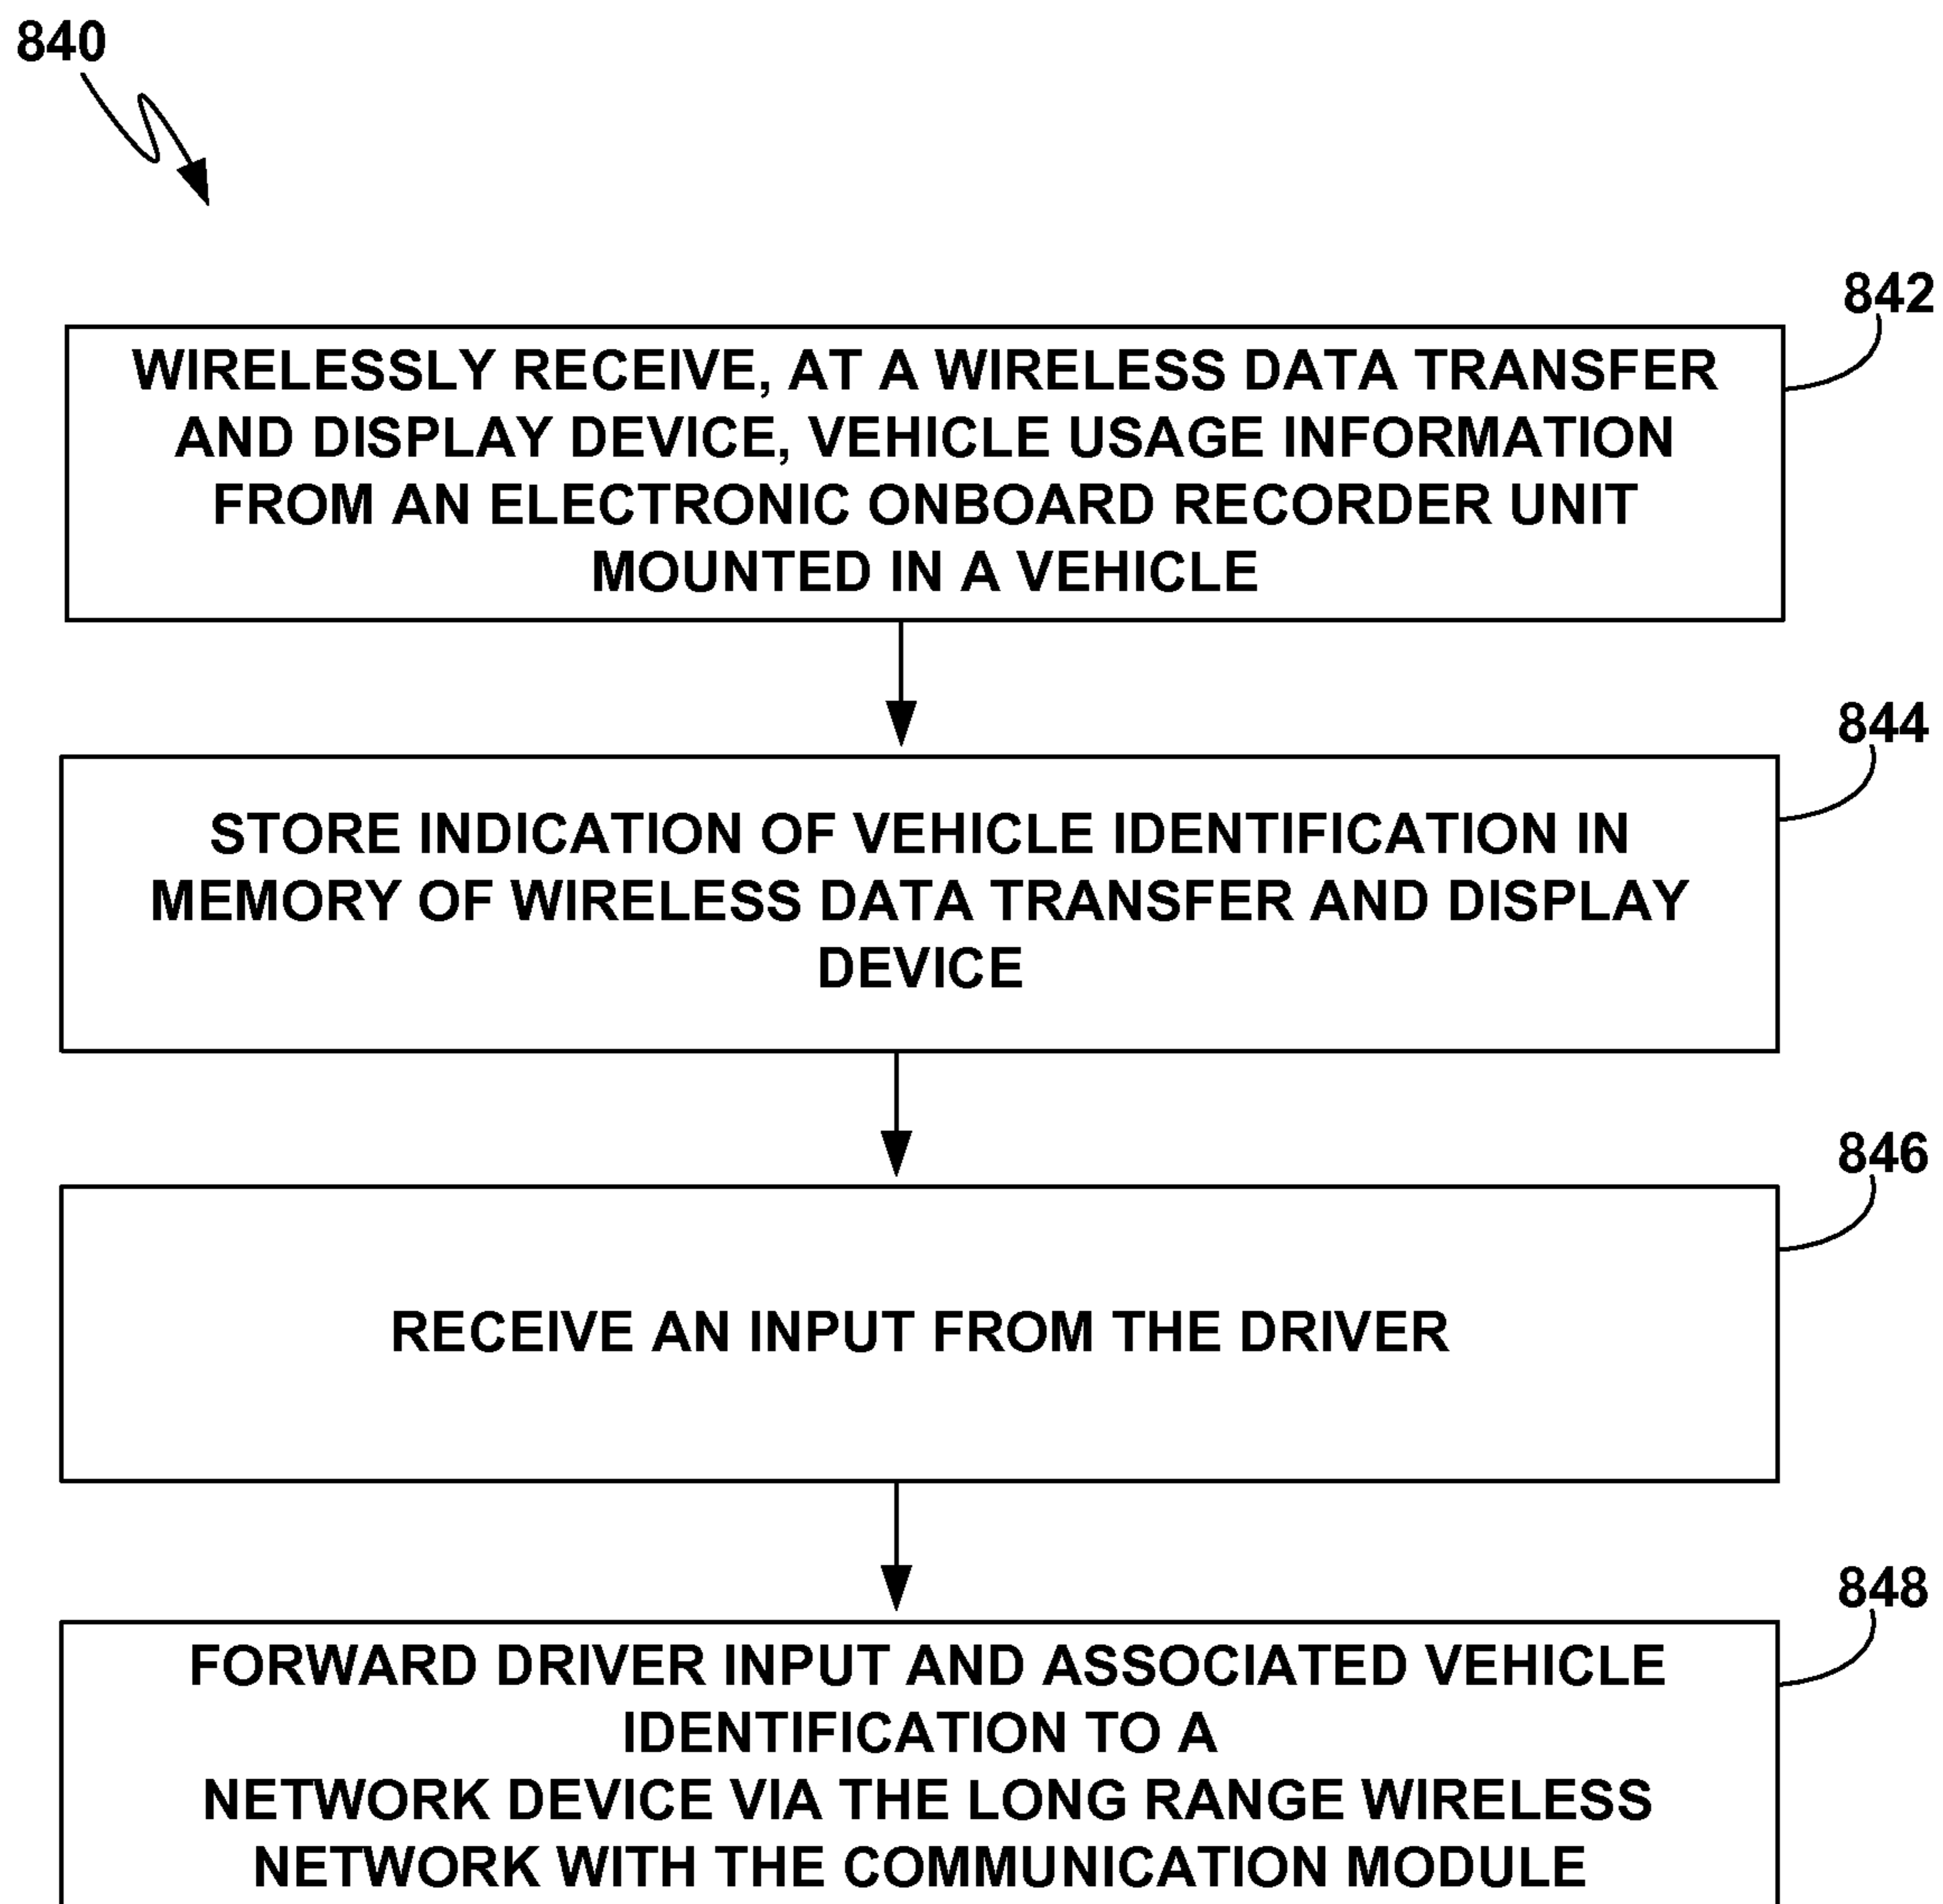 840
842
WIRELESSLY RECEIVE, AT A WIRELESS DATA TRANSFER
AND DISPLAY DEVICE, VEHICLE USAGE INFORMATION
FROM AN ELECTRONIC ONBOARD RECORDER UNIT
MOUNTED IN A VEHICLE
844
STORE INDICATION OF VEHICLE IDENTIFICATION IN
MEMORY OF WIRELESS DATA TRANSFER AND DISPLAY
DEVICE
846
RECEIVE AN INPUT FROM THE DRIVER
848
FORWARD DRIVER INPUT AND ASSOCIATED VEHICLE
IDENTIFICATION TO A
NETWORK DEVICE VIA THE LONG RANGE WIRELESS
NETWORK WITH THE COMMUNICATION MODULE